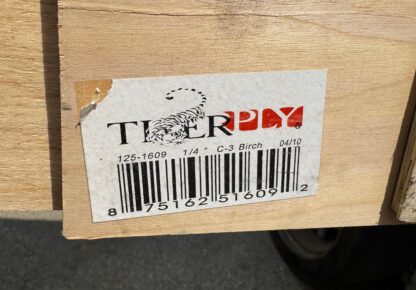 TIGERPLY ®
125-1609 1/4 " C-3 Birch 04/10
8 75162 51609 2